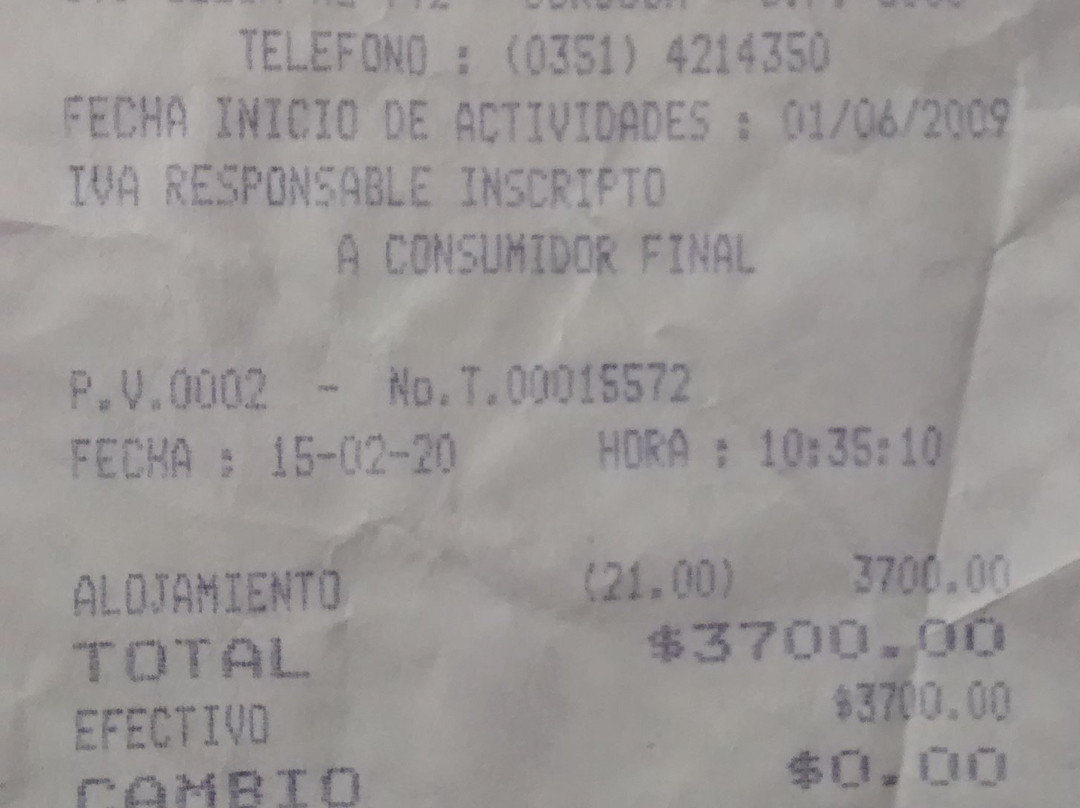 TELEFONO : (0351) 4214350
FECHA INICIO DE ACTIVIDADES : 01/06/2009
IVA RESPONSABLE INSCRIPTO
A CONSUMIDOR FINAL
P.V.0002 - No.T.00015572
FECHA : 15-02-20 HORA : 10:35:10
ALOJAMIENTO (21.00) 3700.00
TOTAL $3700.00
EFECTIVO $3700.00
CAMBIO $0.00